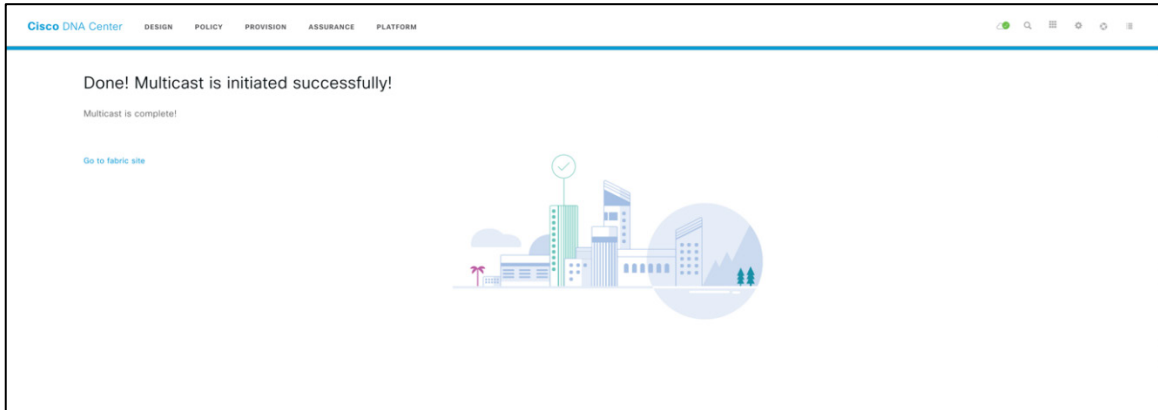 Cisco DNA Center DESIGN POLICY PROVISION ASSURANCE PLATFORM
Done! Multicast is initiated successfully!
Multicast is complete!
Go to fabric site